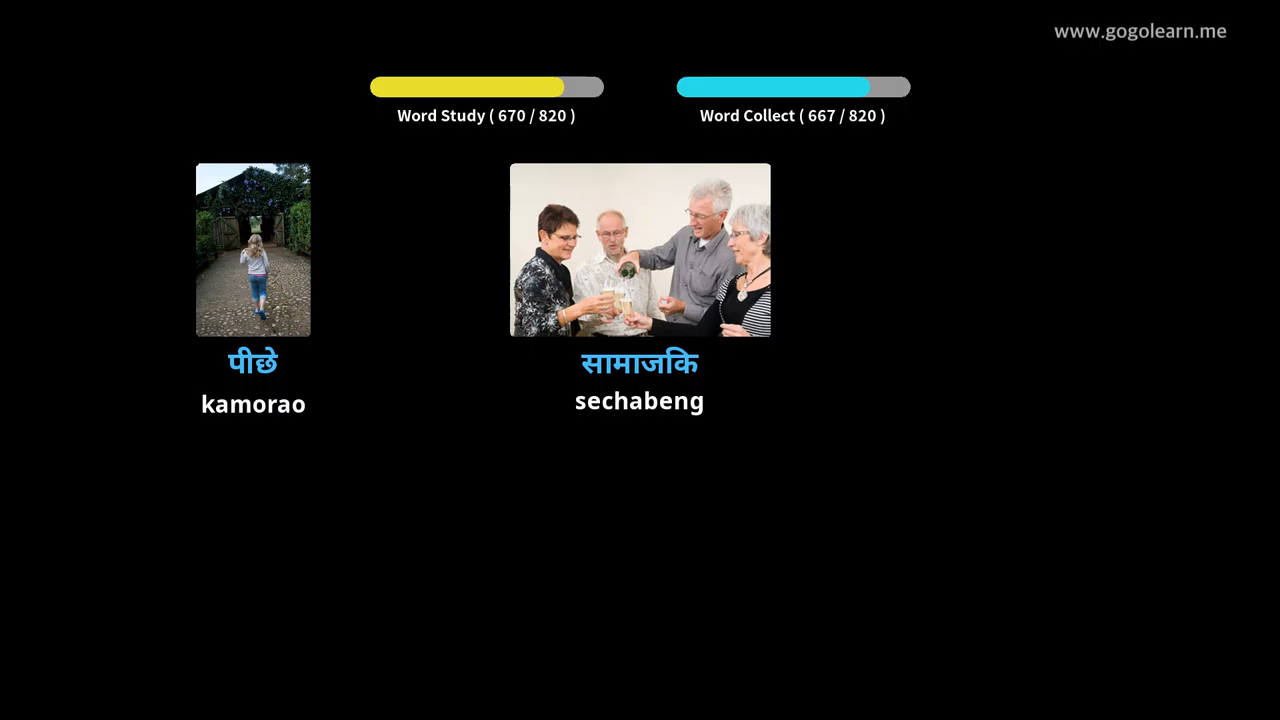 www.gogolearn.me
Word Study ( 670 / 820 )
Word Collect ( 667 / 820 )
पीछे
kamorao
सामाजकि
sechabeng